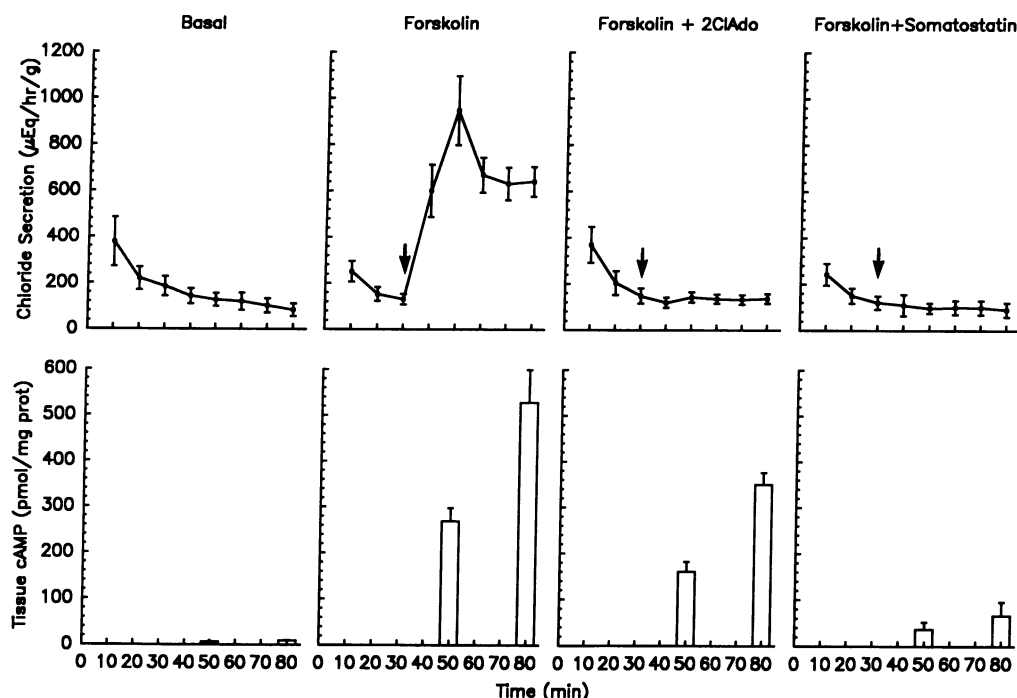 Basal
Forskolin
Forskolin + 2ClAdo
Forskolin+Somatostatin
Chloride Secretion (μEq/hr/g)
1200
1000
800
600
400
200
0
Tissue cAMP (pmol/mg prot)
600
500
400
300
200
100
0
0 10 20 30 40 50 60 70 80
0 10 20 30 40 50 60 70 80
0 10 20 30 40 50 60 70 80
0 10 20 30 40 50 60 70 80
Time (min)